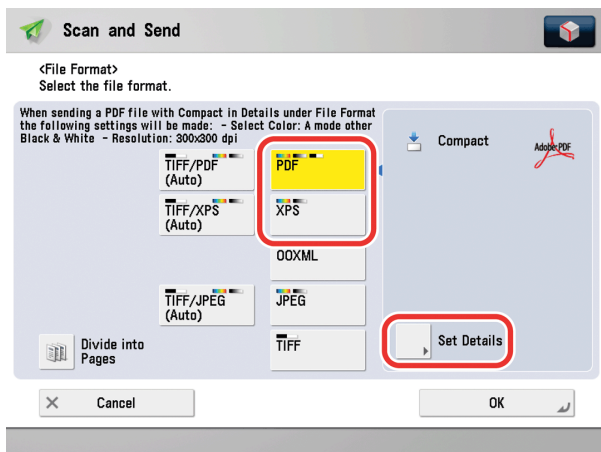 Scan and Send
<File Format>
Select the file format.
When sending a PDF file with Compact in Details under File Format
the following settings will be made: - Select Color: A mode other
Black & White - Resolution: 300x300 dpi
TIFF/PDF
(Auto)
PDF
TIFF/XPS
(Auto)
XPS
OOXML
TIFF/JPEG
(Auto)
JPEG
TIFF
Divide into
Pages
Compact
Adobe PDF
Set Details
Cancel
OK